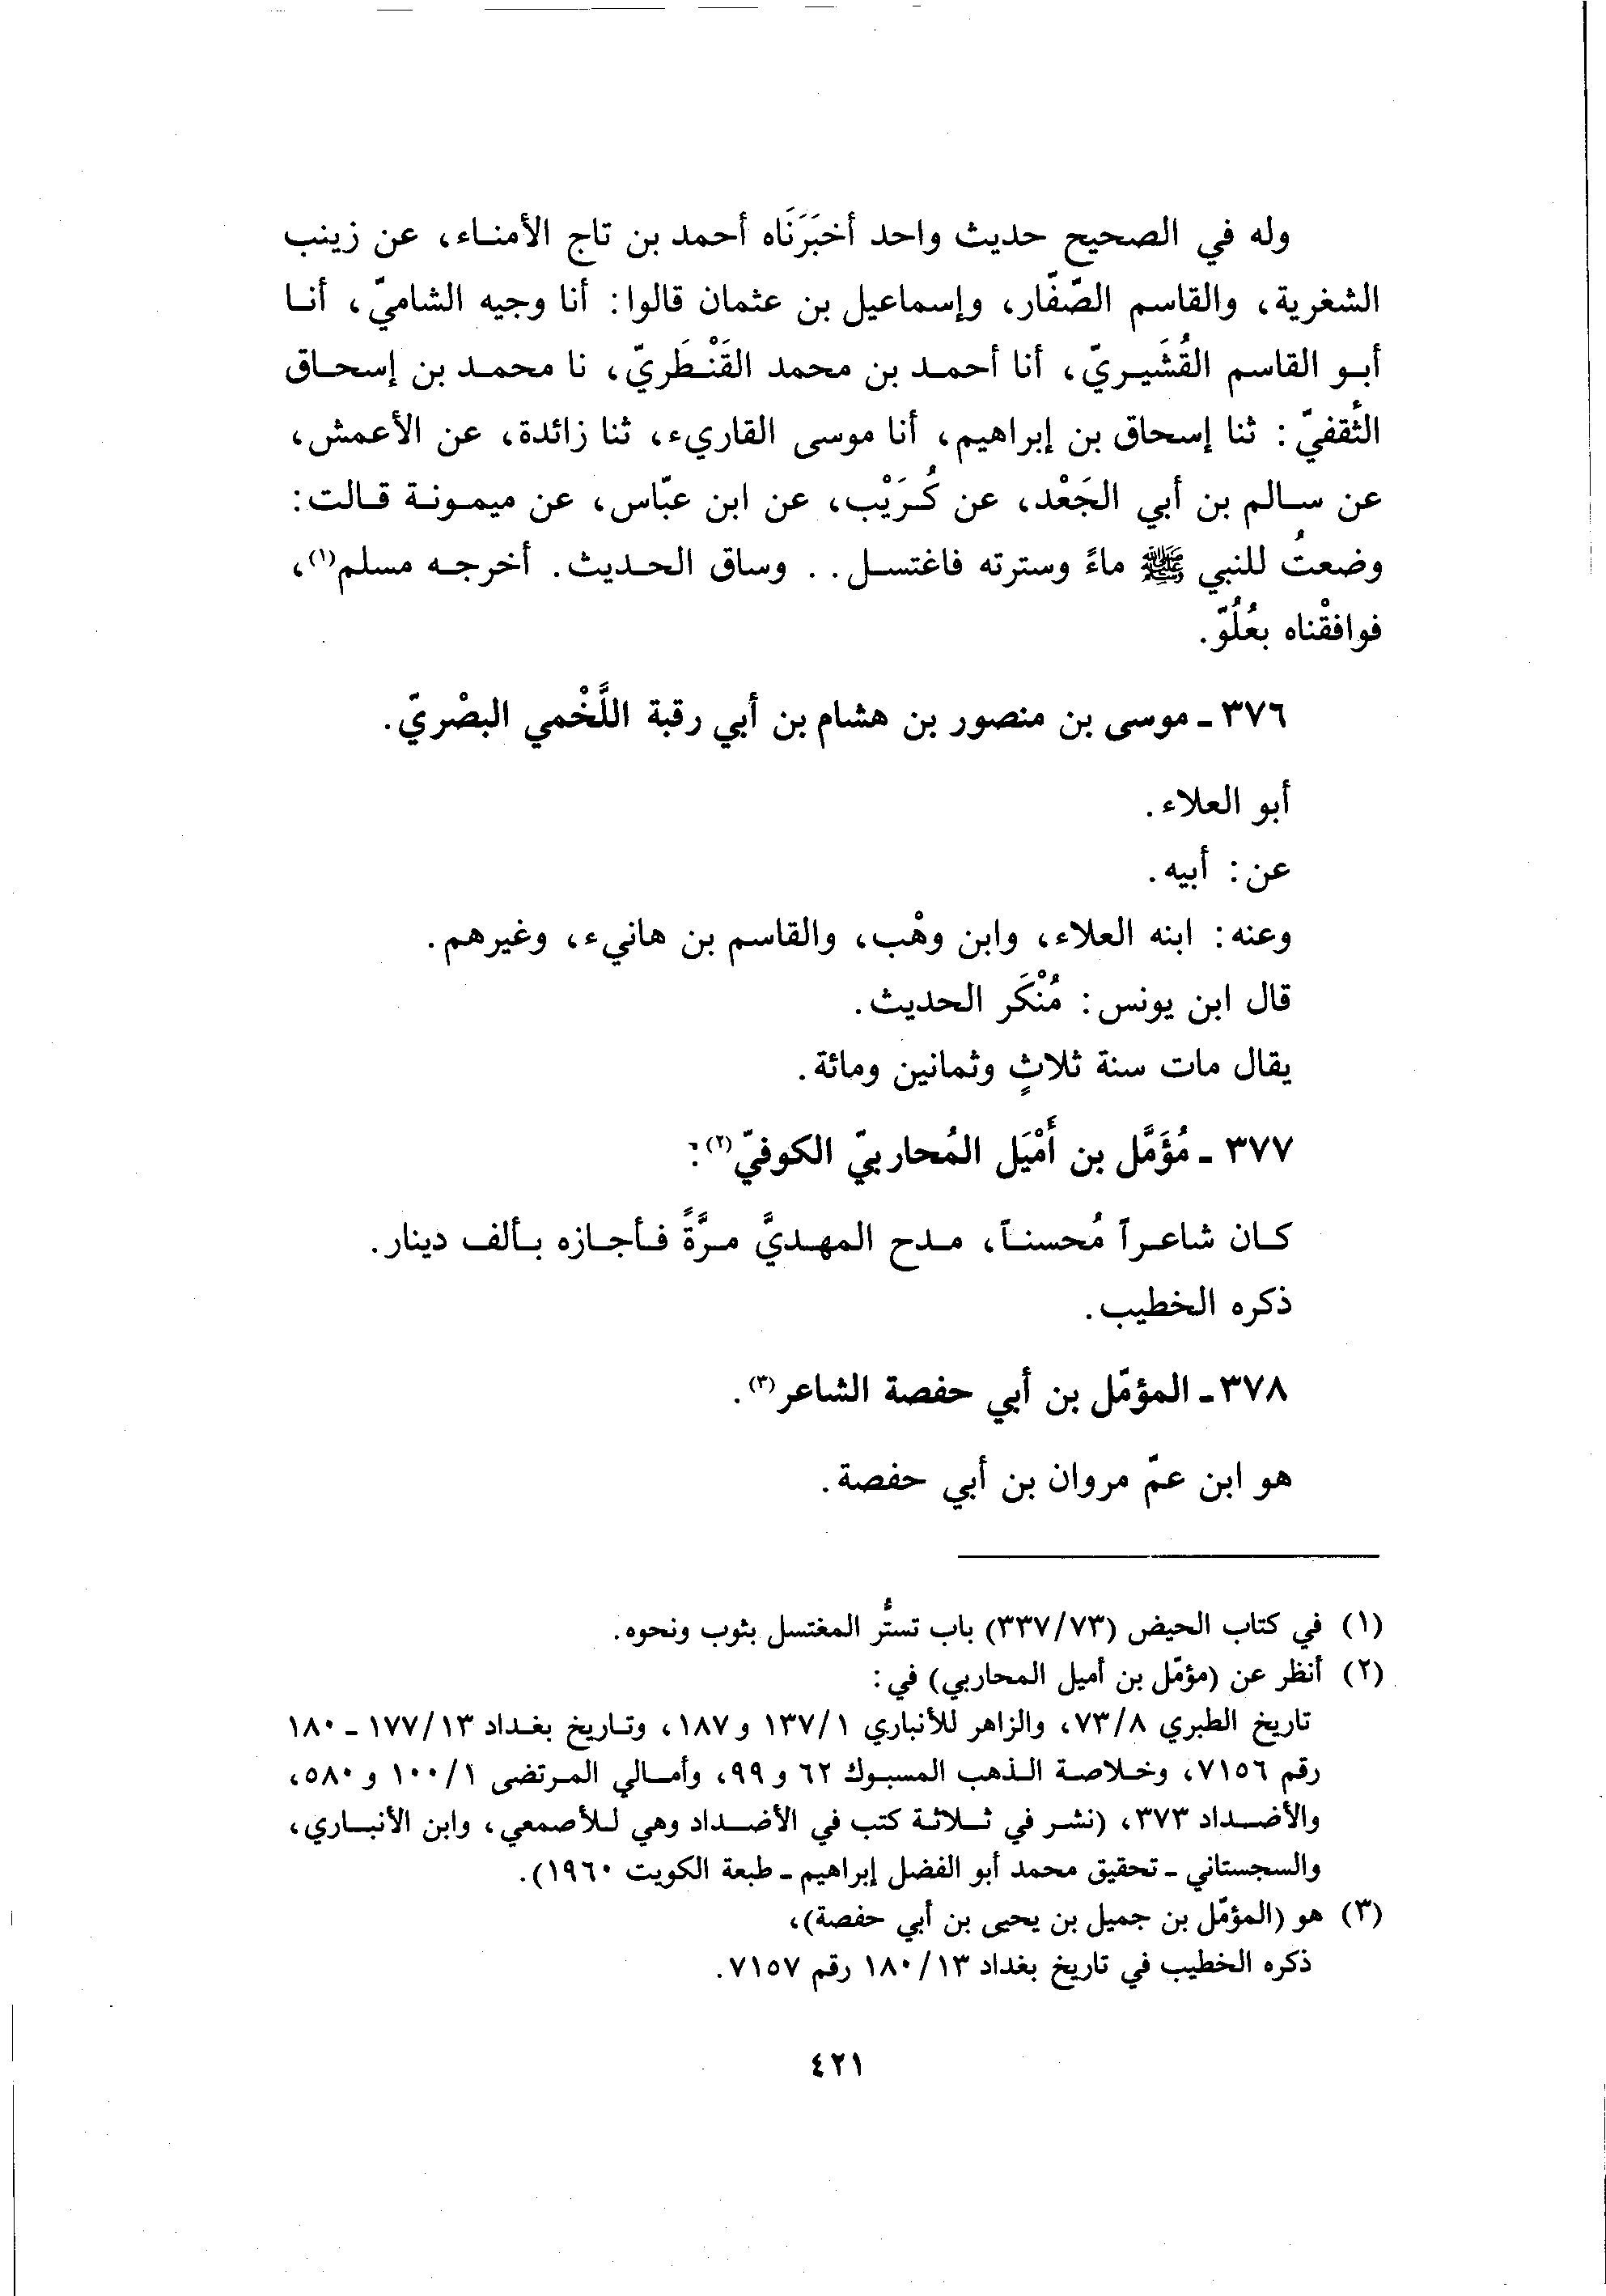 وله في الصحيح حديث واحد أخبَرَنَاه أحمد بن تاج الأمناء، عن زينب
الشغرية، والقاسم الصّفّار، وإسماعيل بن عثمان قالوا: أنا وجيه الشاميّ، أنا
أبو القاسم القُشَيريّ، أنا أحمد بن محمد القَنْطَريّ، نا محمد بن إسحاق
الثَّقفيّ: ثنا إسحاق بن إبراهيم، أنا موسى القاريء، ثنا زائدة، عن الأعمش،
عن سالم بن أبي الجَعْد، عن كُرَيْب، عن ابن عبّاس، عن ميمونة قالت:
وضعتُ للنبي ﷺ ماءً وسترته فاغتسل.. وساق الحديث. أخرجه مسلم(١)،
فوافقْناه بعُلُوّ.
٣٧٦ ـ موسى بن منصور بن هشام بن أبي رقبة اللَّخْمي البصْريّ.
أبو العلاء.
عن: أبيه.
وعنه: ابنه العلاء، وابن وهْب، والقاسم بن هانيء، وغيرهم.
قال ابن يونس: مُنْكَر الحديث.
يقال مات سنة ثلاثٍ وثمانين ومائة.
٣٧٧ ـ مُؤَمَّل بن أَمْيَل المُحاربيّ الكوفيّ(٢):
كان شاعراً مُحسناً، مدح المهديَّ مرَّةً فأجازه بألف دينار.
ذكره الخطيب.
٣٧٨ ـ المؤمّل بن أبي حفصة الشاعر(٣).
هو ابن عمّ مروان بن أبي حفصة.
(١) في كتاب الحيض (٣٣٧/٧٣) باب تستُّر المغتسل بثوب ونحوه.
(٢) أنظر عن (مؤمّل بن أميل المحاربي) في:
تاريخ الطبري ٧٣/٨، والزاهر للأنباري ١٣٧/١ و١٨٧، وتاريخ بغداد ١٧٧/١٣ ـ ١٨٠
رقم ٧١٥٦، وخلاصة الذهب المسبوك ٦٢ و٩٩، وأمالي المرتضى ١٠٠/١ و٥٨٠،
والأضداد ٣٧٣، (نشر في ثلاثة كتب في الأضداد وهي للأصمعي، وابن الأنباري،
والسجستاني ـ تحقيق محمد أبو الفضل إبراهيم ـ طبعة الكويت ١٩٦٠).
(٣) هو (المؤمّل بن جميل بن يحيى بن أبي حفصة)،
ذكره الخطيب في تاريخ بغداد ١٨٠/١٣ رقم ٧١٥٧.
٤٢١